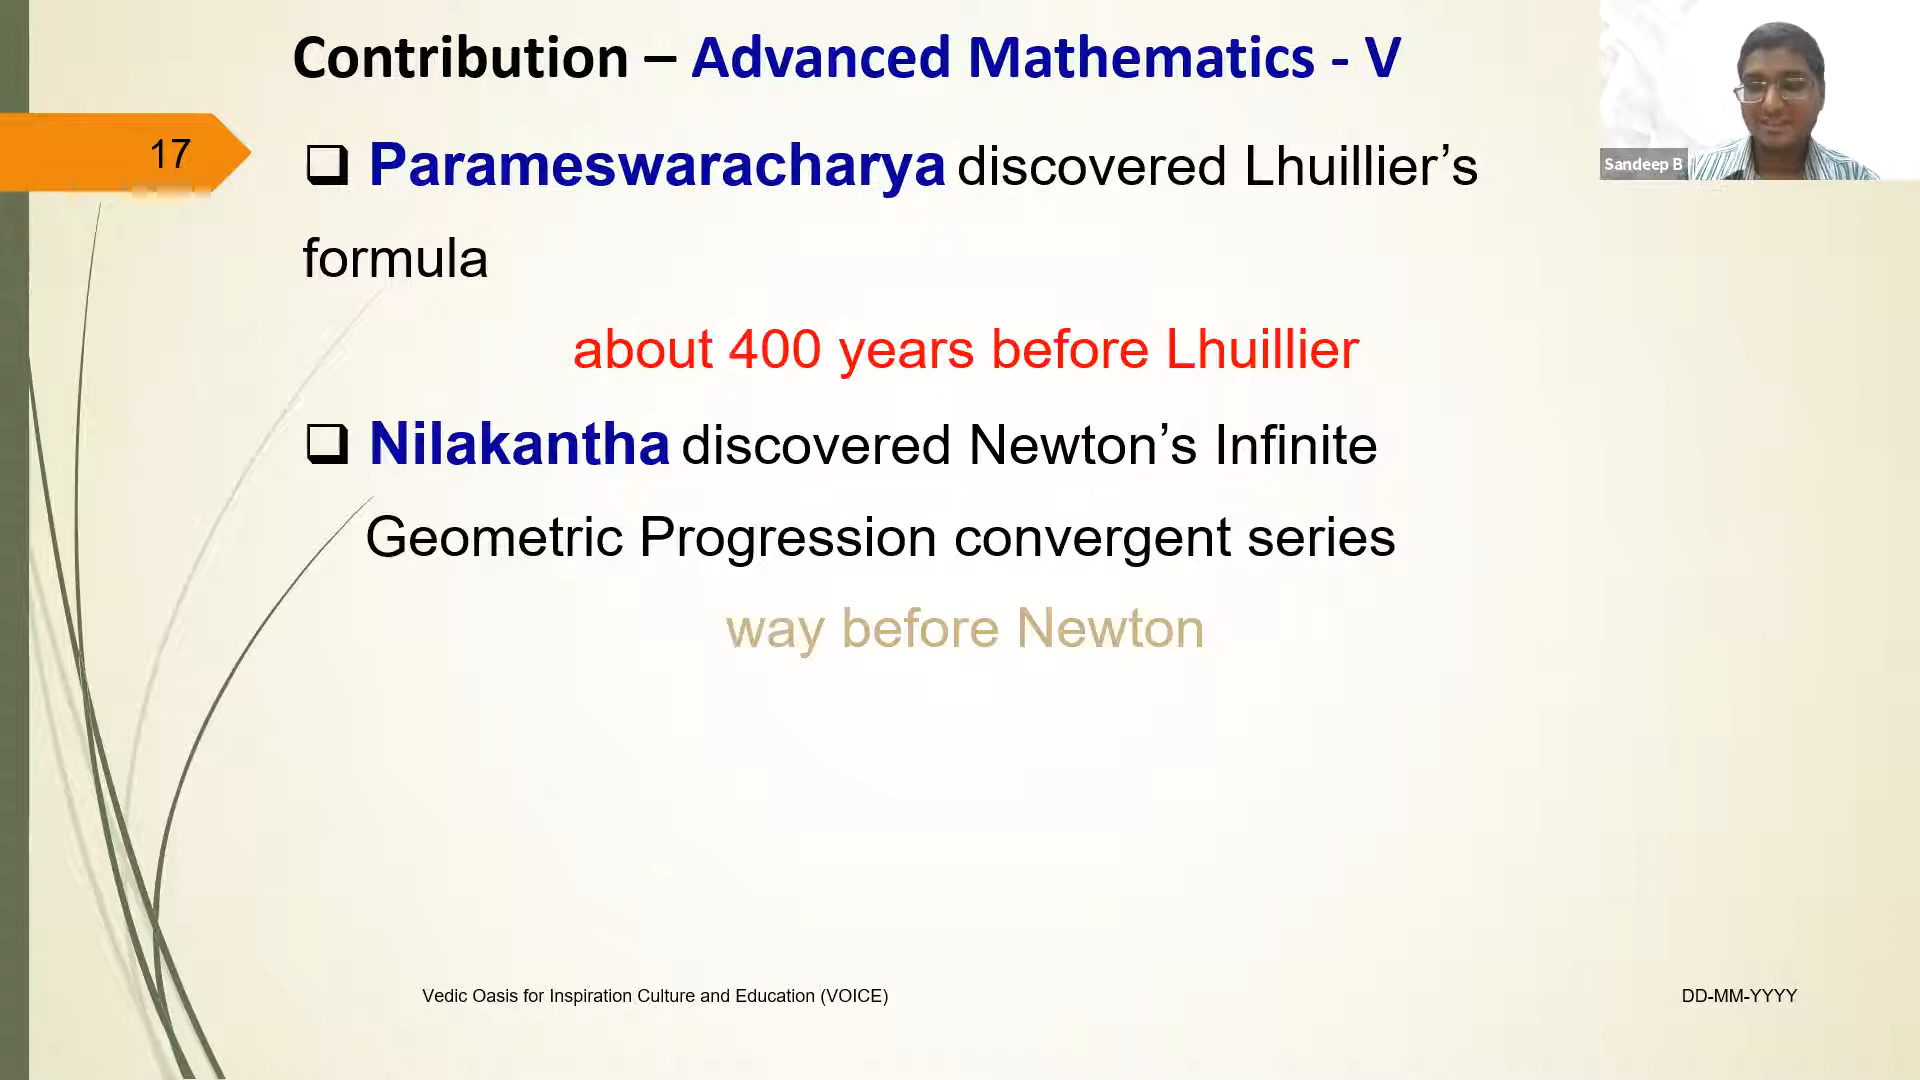 Contribution – Advanced Mathematics - V
17
Parameswaracharya discovered Lhuillier’s
formula
about 400 years before Lhuillier
Nilakantha discovered Newton’s Infinite
Geometric Progression convergent series
way before Newton
Sandeep B
Vedic Oasis for Inspiration Culture and Education (VOICE)
DD-MM-YYYY